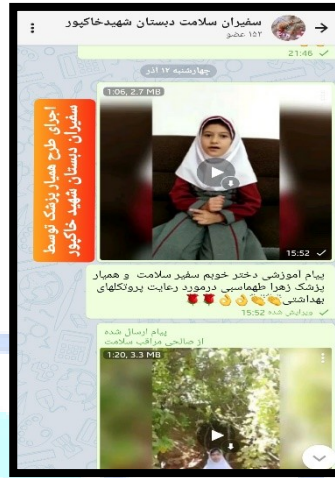 سفیران سلامت دبستان شهیدخاکپور
۱۵۲ عضو
21:46
چهارشنبه ۱۲ آذر
1:06, 2.7 MB
اجرای طرح همیار پزشک توسط
سفیران دبستان شهید خاکپور
15:52
پیام آموزشی دختر خوبم سفیر سلامت و همیار
پزشک زهرا طهماسبی درمورد رعایت پروتکلهای
بهداشتی👏👏👌👌🌹🌹
ویرایش شده 15:52
پیام ارسال شده
از صالحی مراقب سلامت
1:20, 3.3 MB